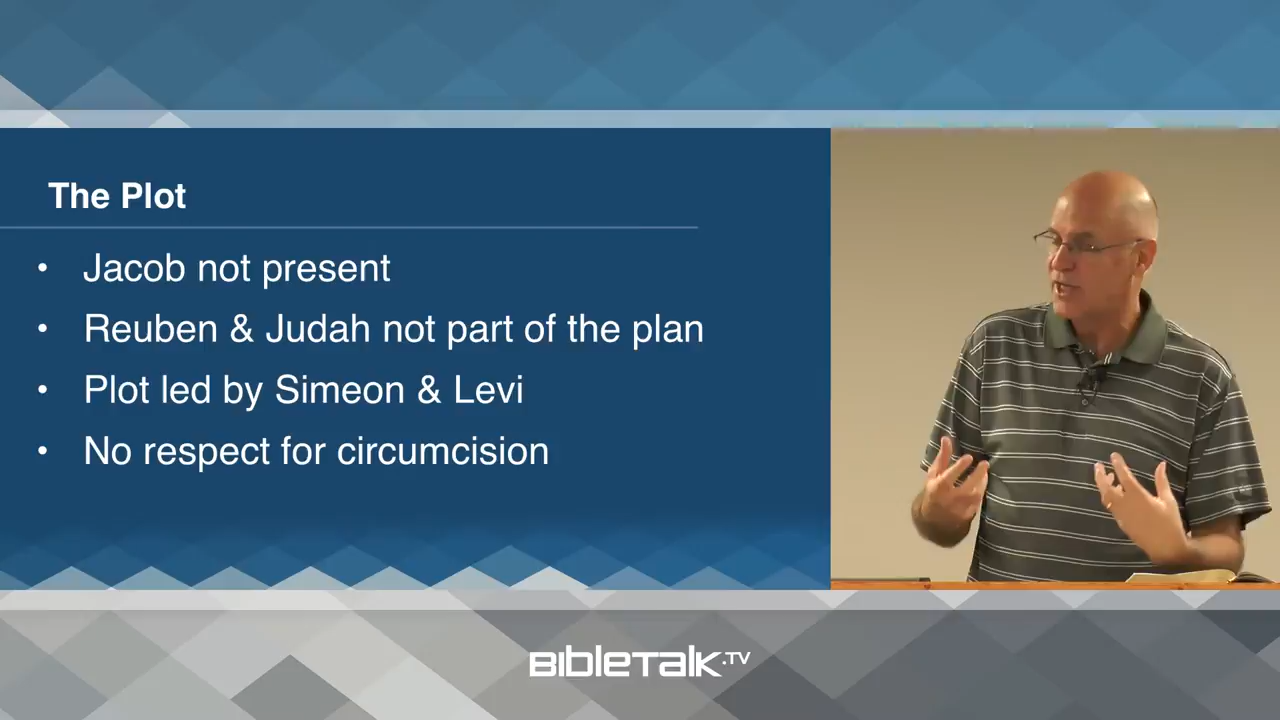 The Plot
• Jacob not present
• Reuben & Judah not part of the plan
• Plot led by Simeon & Levi
• No respect for circumcision
BIBLETALK.TV